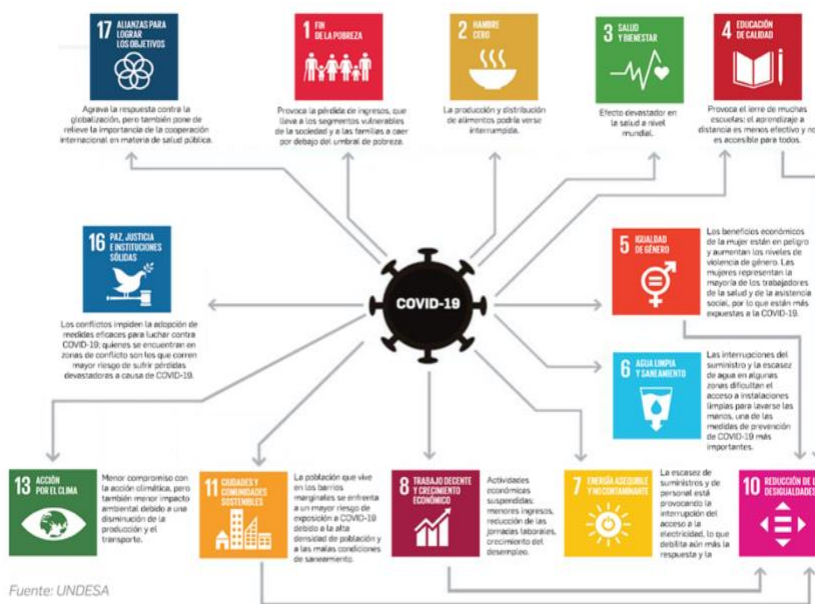 17 ALIANZAS PARA
LOGRAR
LOS OBJETIVOS
Agrava la respuesta contra la
globalización, pero también pone de
relieve la importancia de la cooperación
internacional en materia de salud pública.
1 FIN
DE LA POBREZA
Provoca la pérdida de ingresos, que
lleva a los segmentos vulnerables
de la sociedad y a las familias a caer
por debajo del umbral de pobreza.
2 HAMBRE
CERO
La producción y distribución
de alimentos podría verse
interrumpida.
3 SALUD
Y BIENESTAR
Efecto devastador en
la salud a nivel
mundial.
4 EDUCACIÓN
DE CALIDAD
Provoca el ierre de muchas
escuelas; el aprendizaje a
distancia es menos efectivo y no
es accesible para todos.
16 PAZ, JUSTICIA
E INSTITUCIONES
SÓLIDAS
Los conflictos impiden la adopción de
medidas eficaces para luchar contra
COVID-19; quienes se encuentran en
zonas de conflicto son los que corren
mayor riesgo de sufrir pérdidas
devastadoras a causa de COVID-19.
COVID-19
5 IGUALDAD
DE GÉNERO
Los beneficios económicos
de la mujer están en peligro
y aumentan los niveles de
violencia de género. Las
mujeres representan la
mayoría de los trabajadores
de la salud y de la asistencia
social, por lo que están más
expuestas a la COVID-19.
6 AGUA LIMPIA
Y SANEAMIENTO
Las interrupciones del
suministro y la escasez
de agua en algunas
zonas dificultan el
acceso a instalaciones
limpias para lavarse las
manos, una de las
medidas de prevención
de COVID-19 más
importantes.
13 ACCIÓN
POR EL CLIMA
Menor compromiso con
la acción climática, pero
también menor impacto
ambiental debido a una
disminución de la
producción y el
transporte.
11 CIUDADES Y
COMUNIDADES
SOSTENIBLES
La población que vive
en los barrios
marginales se enfrenta
a un mayor riesgo de
exposición a COVID-19
debido a la alta
densidad de población y
a las malas condiciones
de saneamiento.
8 TRABAJO DECENTE
Y CRECIMIENTO
ECONÓMICO
Actividades
económicas
suspendidas:
menores ingresos,
reducción de las
jornadas laborales,
crecimiento del
desempleo.
7 ENERGÍA ASEQUIBLE
Y NO CONTAMINANTE
La escasez de
suministros y de
personal está
provocando la
interrupción del
acceso a la
electricidad, lo que
debilita aún más la
respuesta y la
10 REDUCCIÓN DE L
DESIGUALDADES
Fuente: UNDESA